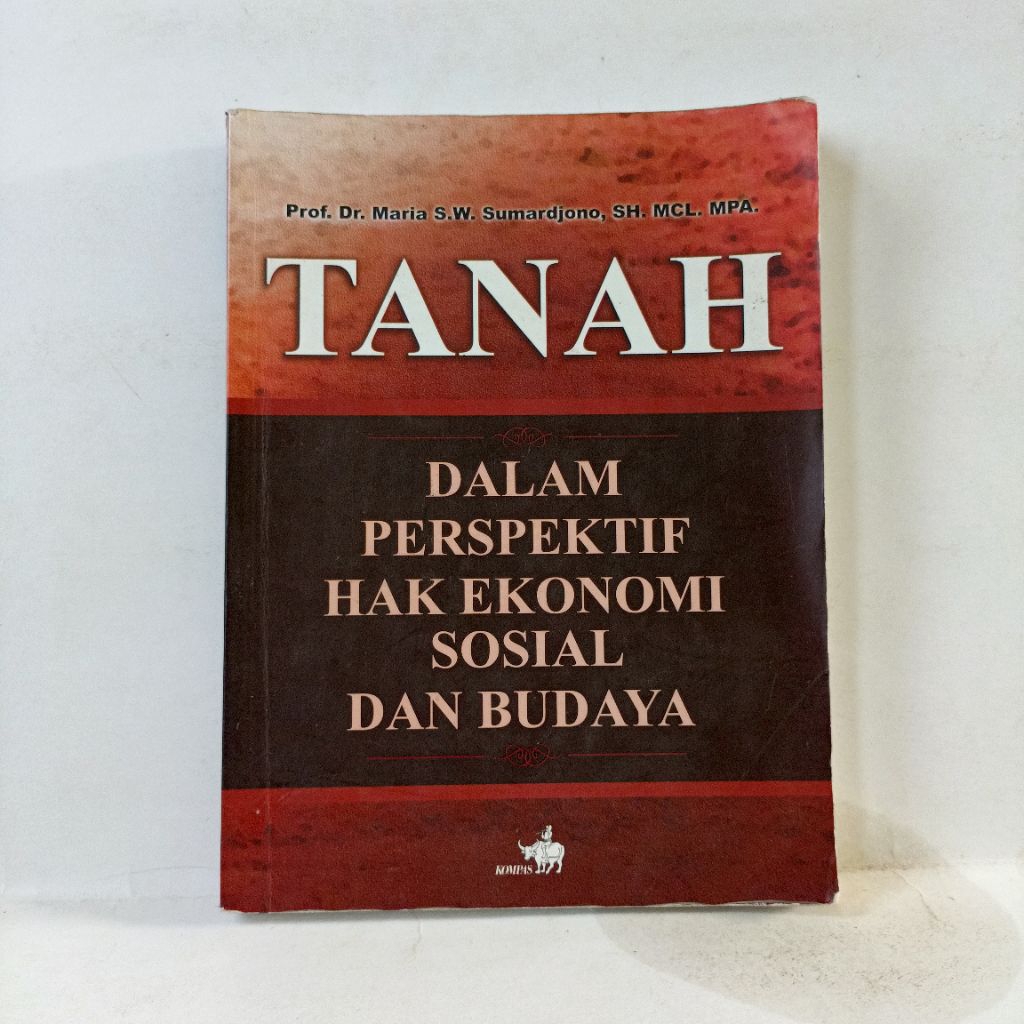 Prof. Dr. Maria S.W. Sumardjono, SH. MCL. MPA.
TANAH
DALAM
PERSPEKTIF
HAK EKONOMI
SOSIAL
DAN BUDAYA
KOMPAS